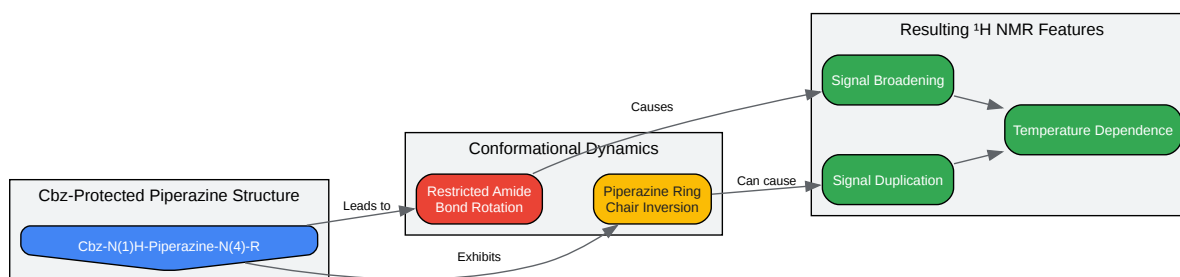 Resulting ¹H NMR Features
Signal Broadening
Causes
Temperature Dependence
Conformational Dynamics
Signal Duplication
Can cause
Cbz-Protected Piperazine Structure
Restricted Amide
Bond Rotation
Piperazine Ring
Chair Inversion
Leads to
Cbz-N(1)H-Piperazine-N(4)-R
Exhibits